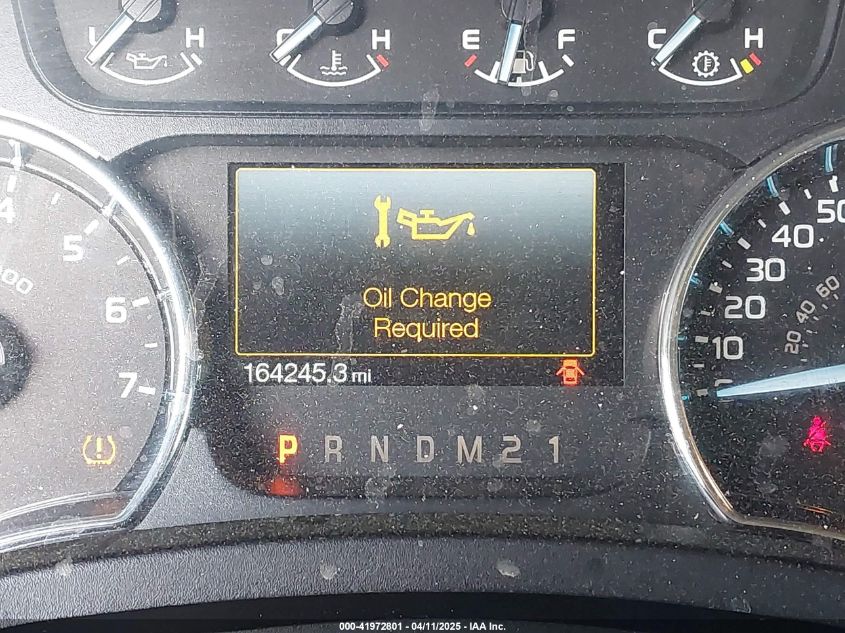 L H C H E F C H
4 5 6 7
00
Oil Change
Required
164245.3 mi
P R N D M 2 1
50 40 30 20 10
60 40 20
000-41972801 - 04/11/2025 - IAA Inc.